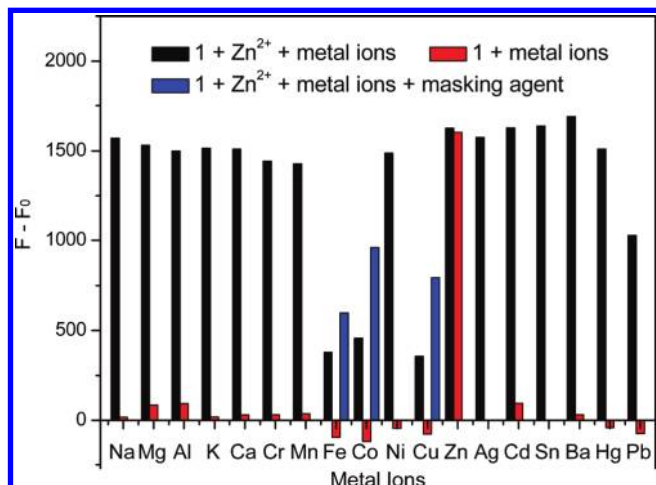 1 + Zn²⁺ + metal ions 1 + metal ions
1 + Zn²⁺ + metal ions + masking agent
2000
1500
1000
500
0
F - F₀
Na Mg Al K Ca Cr Mn Fe Co Ni Cu Zn Ag Cd Sn Ba Hg Pb
Metal Ions